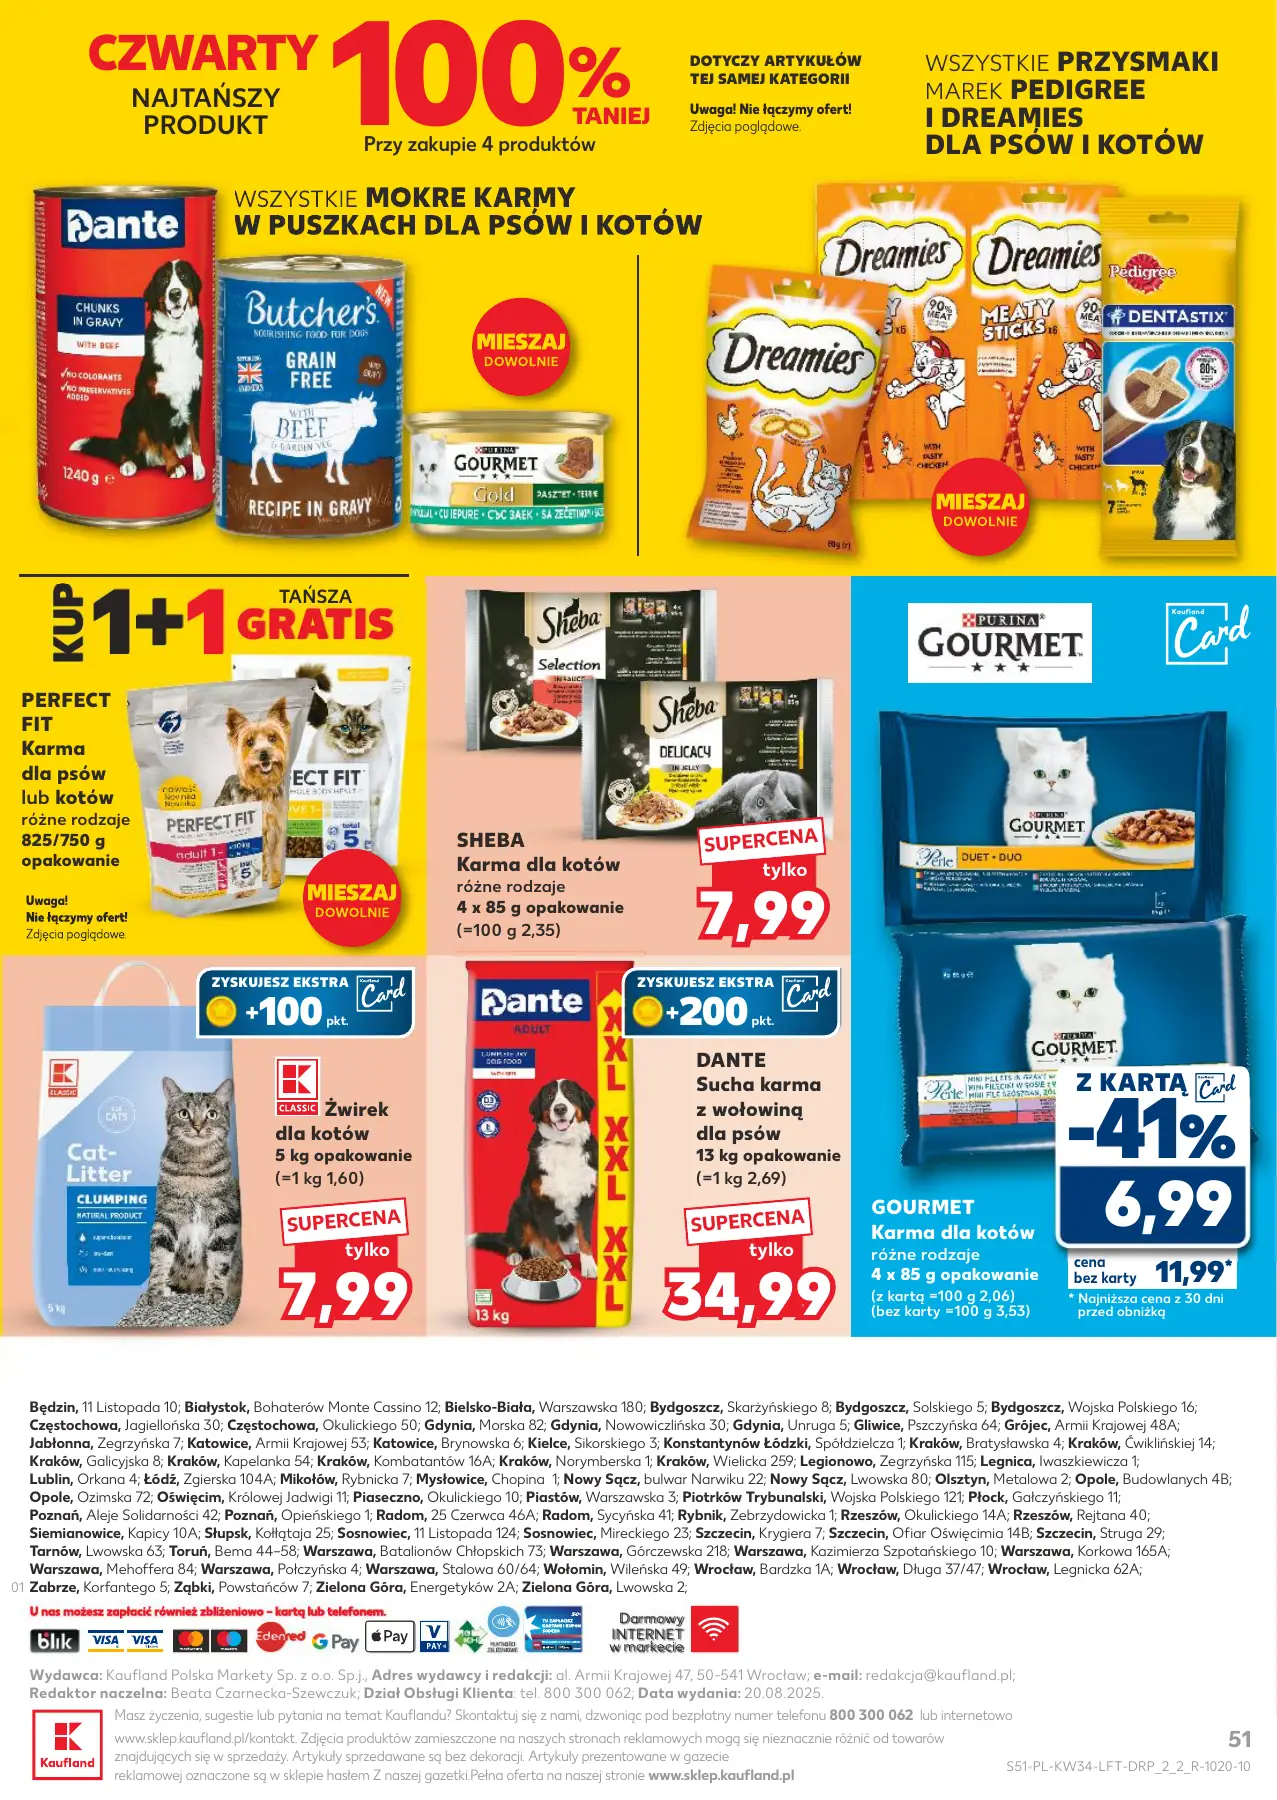 CZWARTY
NAJTAŃSZY
PRODUKT
100%
TANIEJ
Przy zakupie 4 produktów
DOTYCZY ARTYKUŁÓW
TEJ SAMEJ KATEGORII
Uwaga! Nie łączymy ofert!
Zdjęcia poglądowe.
WSZYSTKIE PRZYSMAKI
MAREK PEDIGREE
I DREAMIES
DLA PSÓW I KOTÓW
WSZYSTKIE MOKRE KARMY
W PUSZKACH DLA PSÓW I KOTÓW
Dante
CHUNKS
IN GRAVY
WITH BEEF
NO COLORANTS
NO PRESERVATIVES
ADDED
1240 g e
Butcher's
NEW
NOURISHING FOOD FOR DOGS
GRAIN
FREE
WITH
BEEF
& GARDEN VEG
RECIPE IN GRAVY
PURINA
GOURMET
Gold
PASZTET · TERRINE
CU IEPURE · СЪС ЗАЕК · SA ZEČETINOM
MIESZAJ
DOWOLNIE
Dreamies
Dreamies
Dreamies
90%
MEAT
MEATY
STICKS
x6
WITH
TASTY
CHICKEN
WITH
TASTY
CHICKEN
60g
Pedigree
DENTASTIX
80%
7
MIESZAJ
DOWOLNIE
KUP
1+1
TAŃSZA
GRATIS
PERFECT
FIT
Karma
dla psów
lub kotów
różne rodzaje
825/750 g
opakowanie
Uwaga!
Nie łączymy ofert!
Zdjęcia poglądowe.
PERFECT FIT
adult 1+
total
5
MIESZAJ
DOWOLNIE
Sheba
Selection
IN SAUCE
Sheba
DELICACY
IN JELLY
SHEBA
Karma dla kotów
różne rodzaje
4 x 85 g opakowanie
(=100 g 2,35)
SUPERCENA
tylko
7,99
PURINA
GOURMET
Kaufland
Card
GOURMET
Perle
DUET · DUO
PURINA
GOURMET
Perle
Z KARTĄ
Kaufland
Card
-41%
6,99
cena
bez karty
11,99*
* Najniższa cena z 30 dni
przed obniżką
GOURMET
Karma dla kotów
różne rodzaje
4 x 85 g opakowanie
(z kartą =100 g 2,06)
(bez karty =100 g 3,53)
ZYSKUJESZ EKSTRA
+100 pkt.
Kaufland
Card
K
CLASSIC
FOR
CATS
Cat-
Litter
CLUMPING
NATURAL PRODUCT
5 kg
K
CLASSIC
Żwirek
dla kotów
5 kg opakowanie
(=1 kg 1,60)
SUPERCENA
tylko
7,99
Dante
ADULT
COMPLETE DRY
DOG FOOD
XXL
XXL
XXL
XXL
13 kg
ZYSKUJESZ EKSTRA
+200 pkt.
Kaufland
Card
DANTE
Sucha karma
z wołowiną
dla psów
13 kg opakowanie
(=1 kg 2,69)
SUPERCENA
tylko
34,99
Będzin, 11 Listopada 10; Białystok, Bohaterów Monte Cassino 12; Bielsko-Biała, Warszawska 180; Bydgoszcz, Skarżyńskiego 8; Bydgoszcz, Solskiego 5; Bydgoszcz, Wojska Polskiego 16;
Częstochowa, Jagiellońska 30; Częstochowa, Okulickiego 50; Gdynia, Morska 82; Gdynia, Nowowiczlińska 30; Gdynia, Unruga 5; Gliwice, Pszczyńska 64; Grójec, Armii Krajowej 48A;
Jabłonna, Zegrzyńska 7; Katowice, Armii Krajowej 53; Katowice, Brynowska 6; Kielce, Sikorskiego 3; Konstantynów Łódzki, Spółdzielcza 1; Kraków, Bratysławska 4; Kraków, Ćwiklińskiej 14;
Kraków, Galicyjska 8; Kraków, Kapelanka 54; Kraków, Kombatantów 16A; Kraków, Norymberska 1; Kraków, Wielicka 259; Legionowo, Zegrzyńska 115; Legnica, Iwaszkiewicza 1;
Lublin, Orkana 4; Łódź, Zgierska 104A; Mikołów, Rybnicka 7; Mysłowice, Chopina 1; Nowy Sącz, bulwar Narwiku 22; Nowy Sącz, Lwowska 80; Olsztyn, Metalowa 2; Opole, Budowlanych 4B;
Opole, Ozimska 72; Oświęcim, Królowej Jadwigi 11; Piaseczno, Okulickiego 10; Piastów, Warszawska 3; Piotrków Trybunalski, Wojska Polskiego 121; Płock, Gałczyńskiego 11;
Poznań, Aleje Solidarności 42; Poznań, Opieńskiego 1; Radom, 25 Czerwca 46A; Radom, Sycyńska 41; Rybnik, Zebrzydowicka 1; Rzeszów, Okulickiego 14A; Rzeszów, Rejtana 40;
Siemianowice, Kapicy 10A; Słupsk, Kołłątaja 25; Sosnowiec, 11 Listopada 124; Sosnowiec, Mireckiego 23; Szczecin, Krygiera 7; Szczecin, Ofiar Oświęcimia 14B; Szczecin, Struga 29;
Tarnów, Lwowska 63; Toruń, Bema 44–58; Warszawa, Batalionów Chłopskich 73; Warszawa, Górczewska 218; Warszawa, Kazimierza Szpotańskiego 10; Warszawa, Korkowa 165A;
Warszawa, Mehoffera 84; Warszawa, Połczyńska 4; Warszawa, Stalowa 60/64; Wołomin, Wileńska 49; Wrocław, Bardzka 1A; Wrocław, Długa 37/47; Wrocław, Legnicka 62A;
01 Zabrze, Korfantego 5; Ząbki, Powstańców 7; Zielona Góra, Energetyków 2A; Zielona Góra, Lwowska 2;
U nas możesz zapłacić również zbliżeniowo – kartą lub telefonem.
blik VISA VISA Edenred G Pay Apple Pay V PAY
Darmowy
INTERNET
w markecie
Wydawca: Kaufland Polska Markety Sp. z o.o. Sp.j., Adres wydawcy i redakcji: al. Armii Krajowej 47, 50-541 Wrocław; e-mail: redakcja@kaufland.pl;
Redaktor naczelna: Beata Czarnecka-Szewczuk; Dział Obsługi Klienta: tel. 800 300 062; Data wydania: 20.08.2025.
Masz życzenia, sugestie lub pytania na temat Kauflandu? Skontaktuj się z nami, dzwoniąc pod bezpłatny numer telefonu 800 300 062 lub internetowo
www.sklep.kaufland.pl/kontakt. Zdjęcia produktów zamieszczone na naszych stronach reklamowych mogą się nieznacznie różnić od towarów
znajdujących się w sprzedaży. Artykuły sprzedawane są bez dekoracji. Artykuły prezentowane w gazecie
reklamowej oznaczone są w sklepie hasłem Z naszej gazetki.Pełna oferta na naszej stronie www.sklep.kaufland.pl
Kaufland
51
S51-PL-KW34-LFT-DRP_2_2_R-1020-10